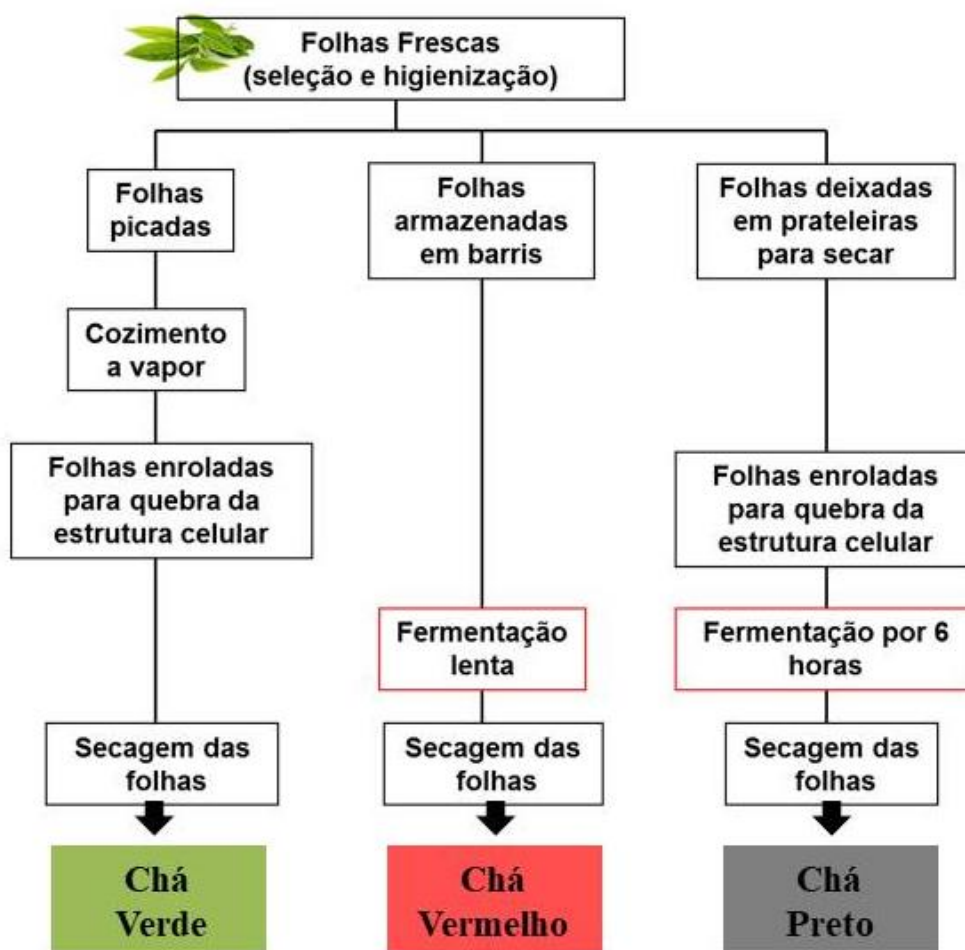 Folhas Frescas
(seleção e higienização)
Folhas
picadas
Cozimento
a vapor
Folhas enroladas
para quebra da
estrutura celular
Secagem das
folhas
Chá
Verde
Folhas
armazenadas
em barris
Fermentação
lenta
Secagem das
folhas
Chá
Vermelho
Folhas deixadas
em prateleiras
para secar
Folhas enroladas
para quebra da
estrutura celular
Fermentação por 6
horas
Secagem das
folhas
Chá
Preto